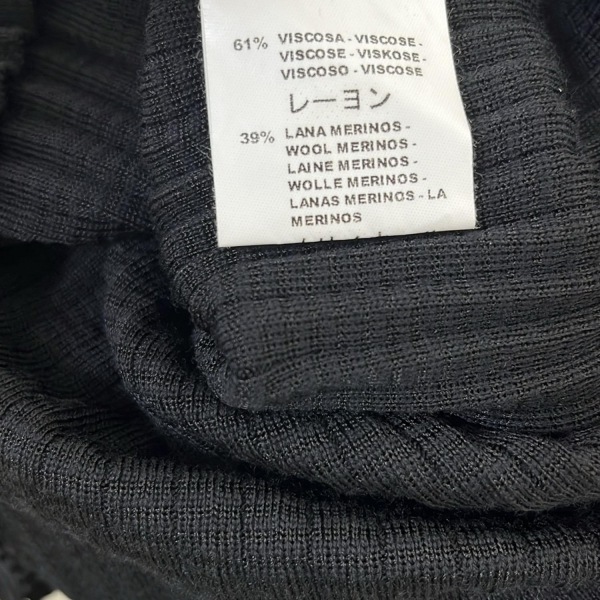 61% VISCOSA - VISCOSE -
VISCOSE - VISKOSE -
VISCOSO - VISCOSE
レーヨン
39% LANA MERINOS -
WOOL MERINOS -
LAINE MERINOS -
WOLLE MERINOS -
LANAS MERINOS - LA
MERINOS